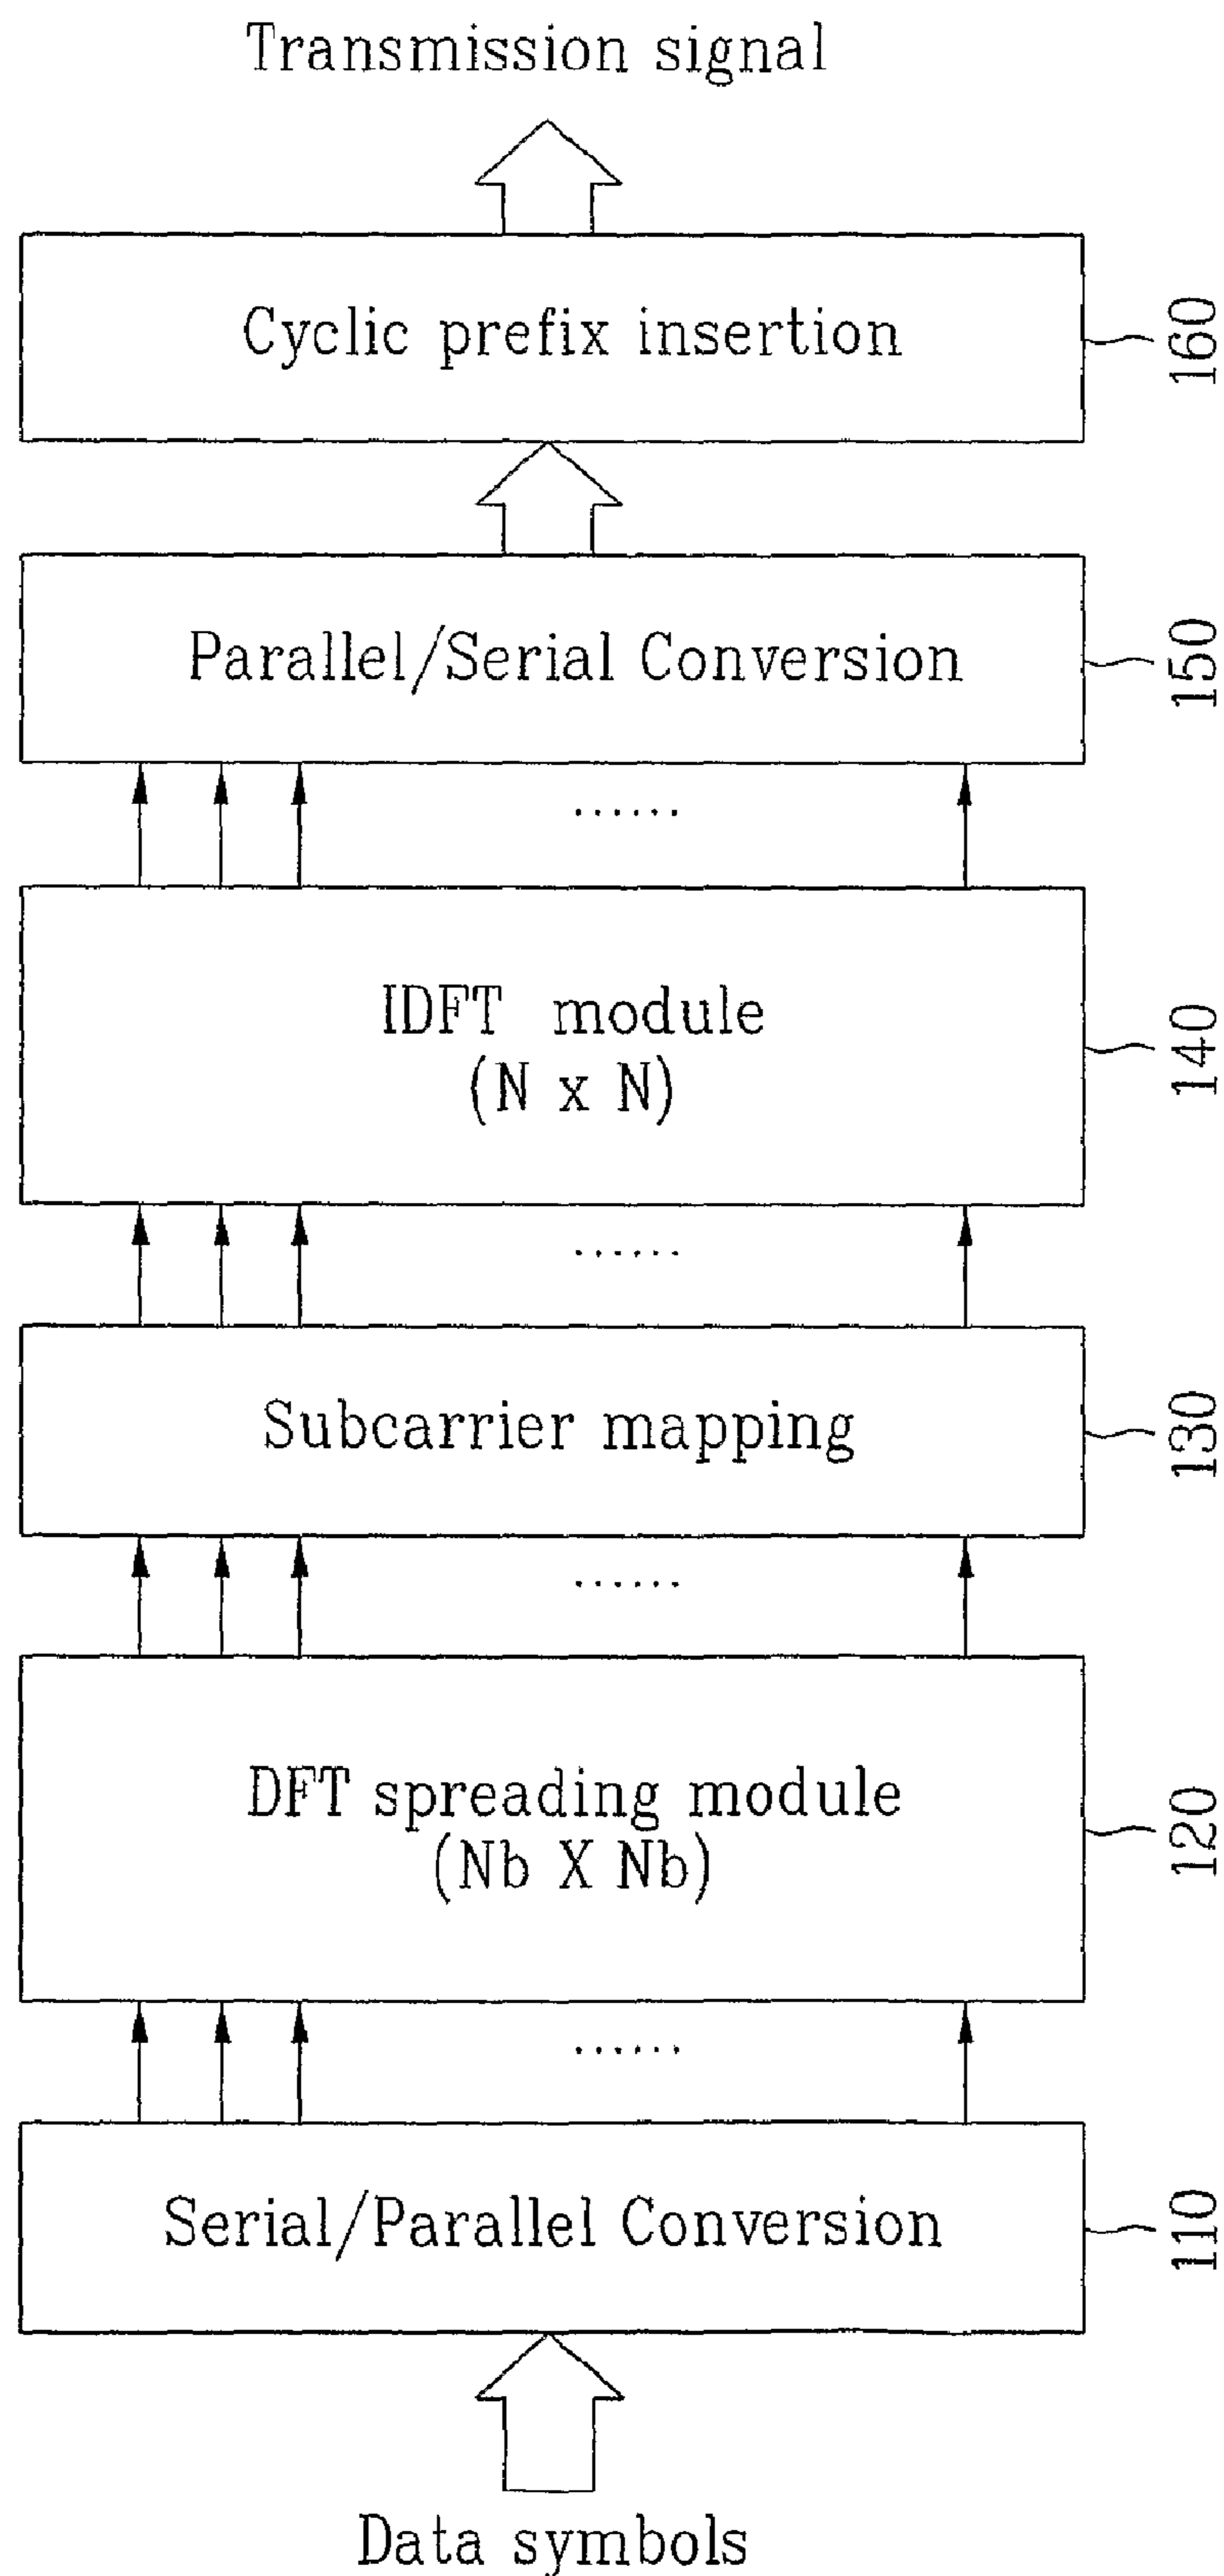 Transmission signal
Cyclic prefix insertion
160
Parallel/Serial Conversion
150
IDFT module
(N x N)
140
Subcarrier mapping
130
DFT spreading module
(Nb X Nb)
120
Serial/Parallel Conversion
110
Data symbols